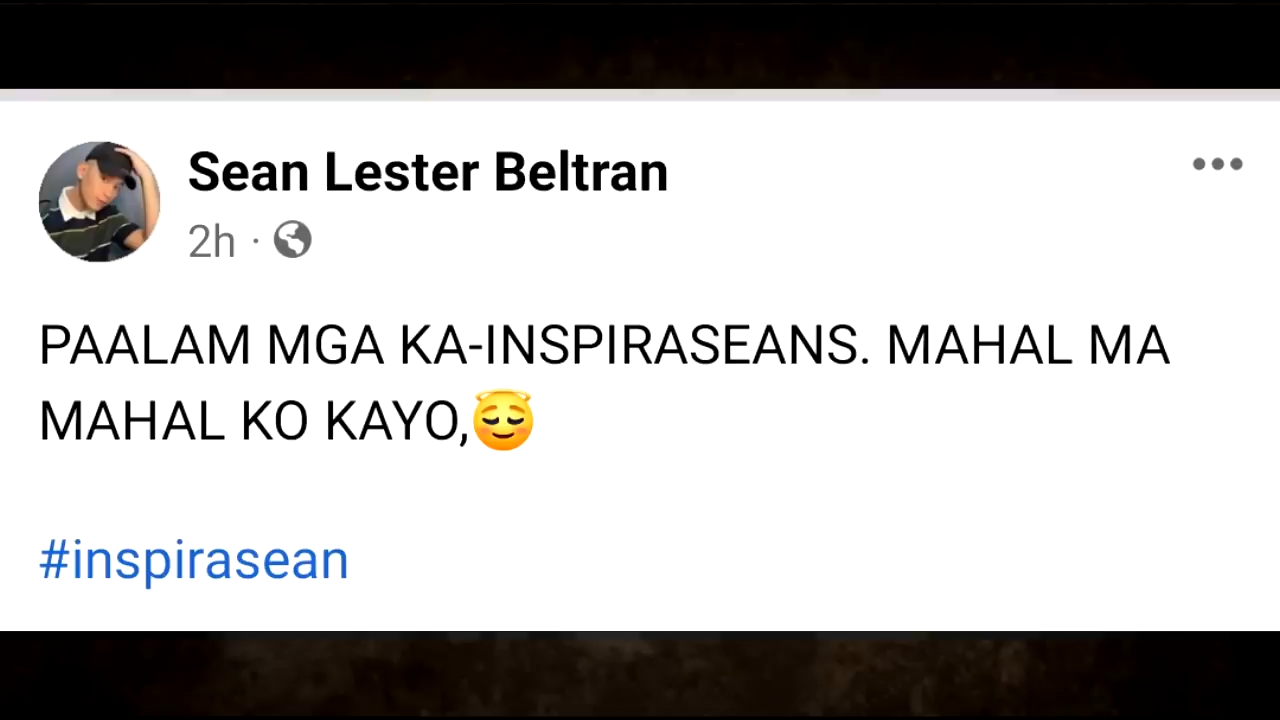 Sean Lester Beltran
2h ·
PAALAM MGA KA-INSPIRASEANS. MAHAL MA
MAHAL KO KAYO,😇
#inspirasean